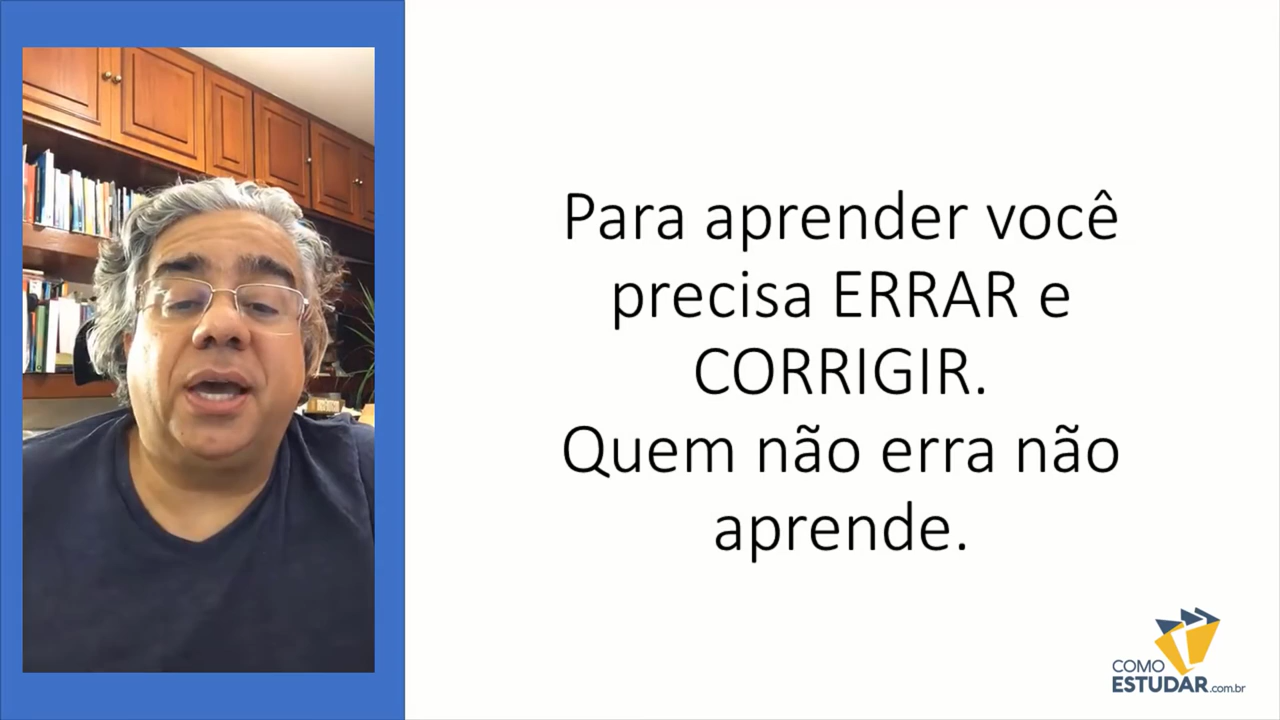 Para aprender você
precisa ERRAR e
CORRIGIR.
Quem não erra não
aprende.
COMO
ESTUDAR.com.br